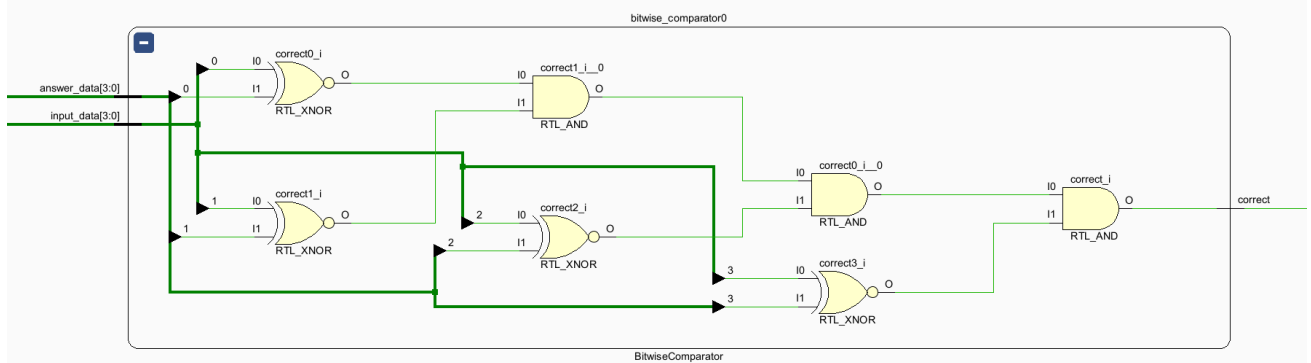 bitwise_comparator0
correct0_i
0
I0
O
correct1_i__0
I0
answer_data[3:0]
0
I1
RTL_XNOR
O
I1
input_data[3:0]
RTL_AND
correct0_i__0
I0
O
correct_i
correct1_i
I0
1
I0
O
correct2_i
I1
O
correct
2
I0
I1
1
I1
O
RTL_AND
2
I1
RTL_AND
RTL_XNOR
RTL_XNOR
correct3_i
3
I0
O
3
I1
RTL_XNOR
BitwiseComparator